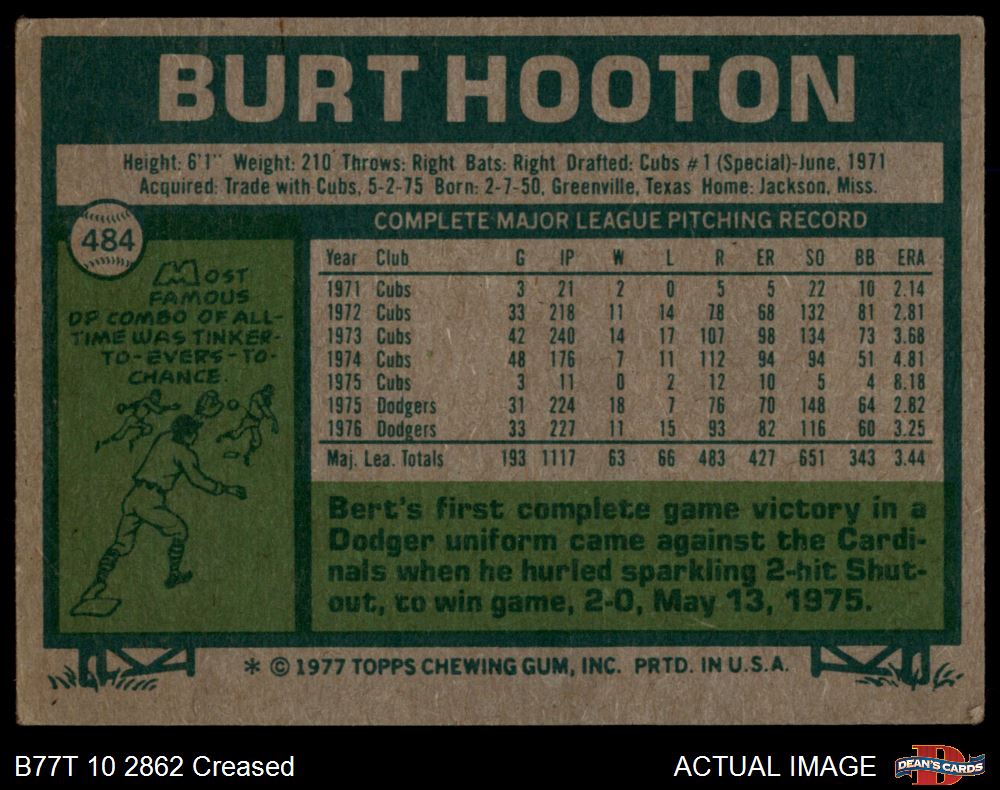 BURT HOOTON
Height: 6'1" Weight: 210 Throws: Right Bats: Right Drafted: Cubs #1 (Special)-June, 1971
Acquired: Trade with Cubs, 5-2-75 Born: 2-7-50, Greenville, Texas Home: Jackson, Miss.
484
MOST
FAMOUS
DP COMBO OF ALL-
TIME WAS TINKER-
TO-EVERS-TO-
CHANCE.
COMPLETE MAJOR LEAGUE PITCHING RECORD
Year Club G IP W L R ER SO BB ERA
1971 Cubs 3 21 2 0 5 5 22 10 2.14
1972 Cubs 33 218 11 14 78 68 132 81 2.81
1973 Cubs 42 240 14 17 107 98 134 73 3.68
1974 Cubs 48 176 7 11 112 94 94 51 4.81
1975 Cubs 3 11 0 2 12 10 5 4 8.18
1975 Dodgers 31 224 18 7 76 70 148 64 2.82
1976 Dodgers 33 227 11 15 93 82 116 60 3.25
Maj. Lea. Totals 193 1117 63 66 483 427 651 343 3.44
Bert's first complete game victory in a
Dodger uniform came against the Cardi-
nals when he hurled sparkling 2-hit Shut-
out, to win game, 2-0, May 13, 1975.
* © 1977 TOPPS CHEWING GUM, INC. PRTD. IN U.S.A.
B77T 10 2862 Creased
ACTUAL IMAGE
DEAN'S CARDS